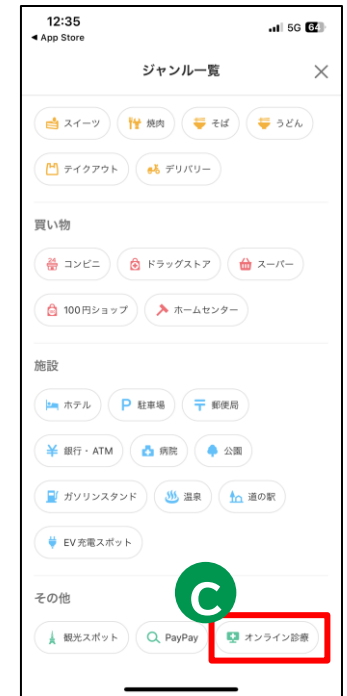 12:35
5G 64
◀ App Store
ジャンル一覧
スイーツ 焼肉 そば うどん
テイクアウト デリバリー
買い物
24 コンビニ ドラッグストア スーパー
100円ショップ ホームセンター
施設
ホテル P 駐車場 〒 郵便局
¥ 銀行・ATM 病院 公園
ガソリンスタンド 温泉 道の駅
EV充電スポット
その他
C
観光スポット PayPay オンライン診療